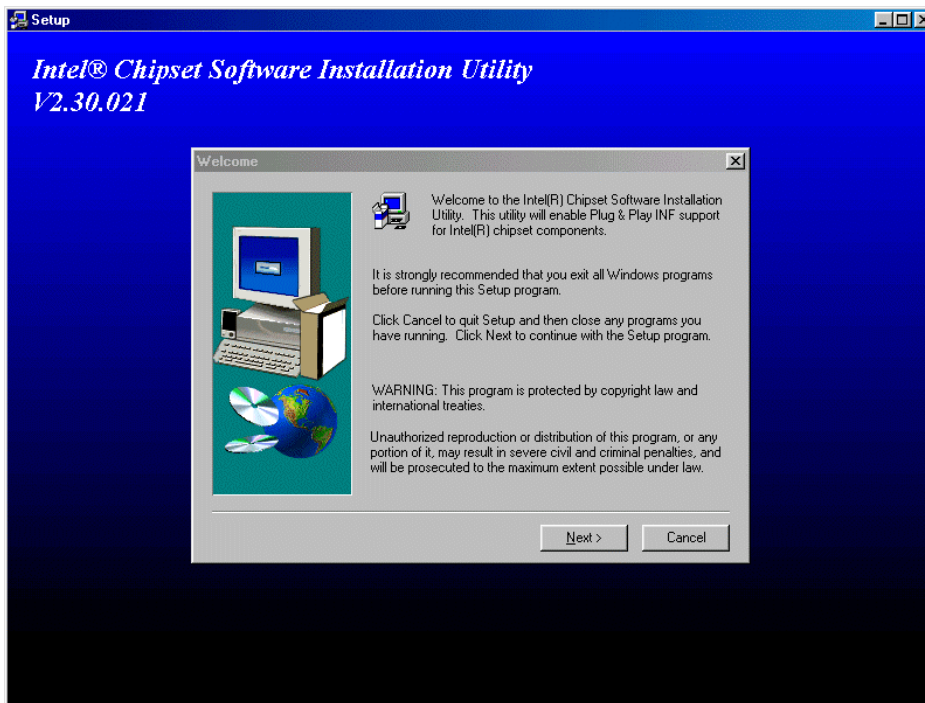 Setup
Intel® Chipset Software Installation Utility
V2.30.021
Welcome
Welcome to the Intel(R) Chipset Software Installation
Utility.  This utility will enable Plug & Play INF support
for Intel(R) chipset components.
It is strongly recommended that you exit all Windows programs
before running this Setup program.
Click Cancel to quit Setup and then close any programs you
have running.  Click Next to continue with the Setup program.
WARNING: This program is protected by copyright law and
international treaties.
Unauthorized reproduction or distribution of this program, or any
portion of it, may result in severe civil and criminal penalties, and
will be prosecuted to the maximum extent possible under law.
Next >
Cancel